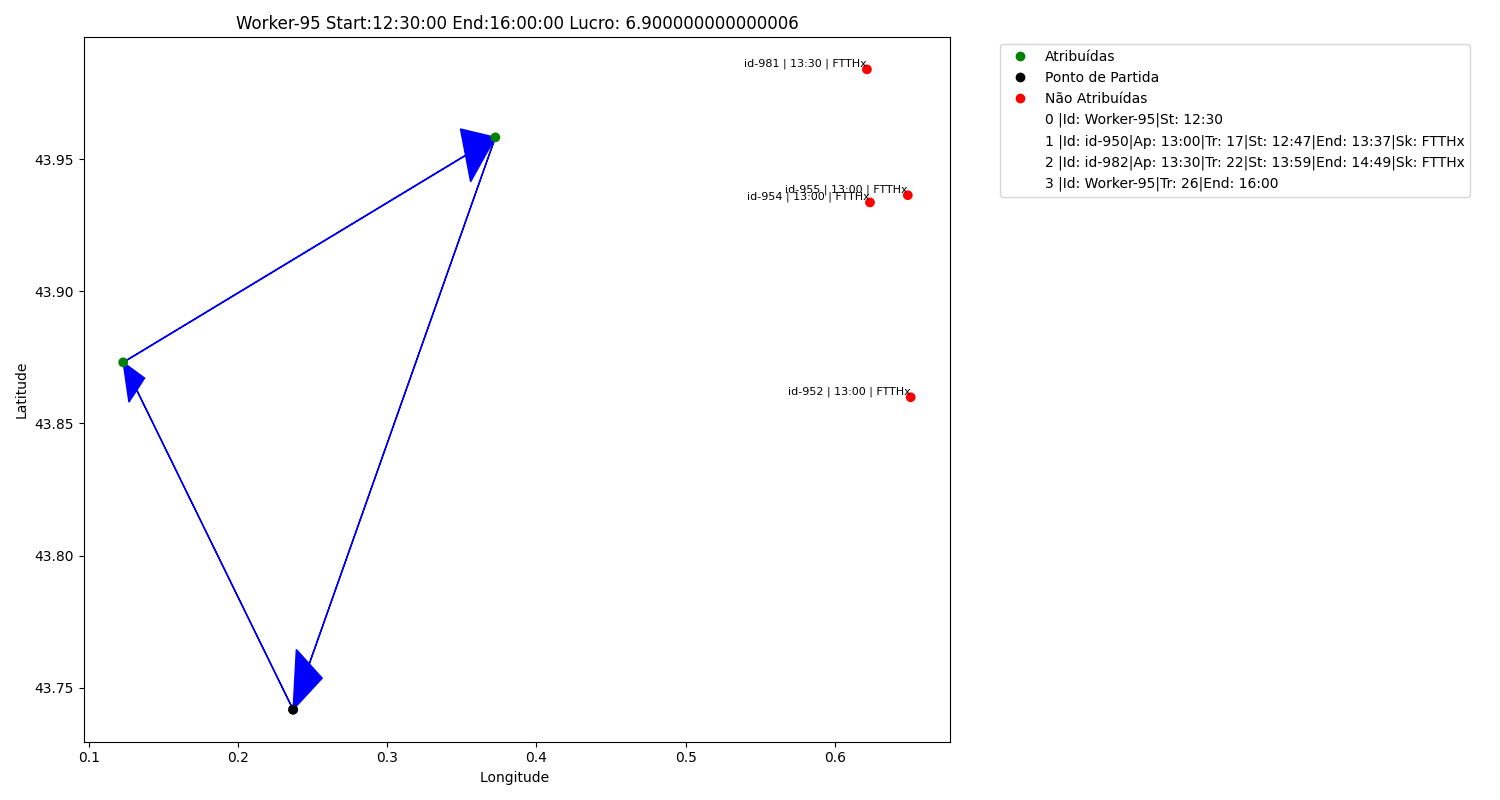 Worker-95 Start:12:30:00 End:16:00:00 Lucro: 6.900000000000006
id-981 | 13:30 | FTTHx
id-955 | 13:00 | FTTHx
id-954 | 13:00 | FTTHx
id-952 | 13:00 | FTTHx
43.95
43.90
43.85
43.80
43.75
Latitude
0.1 0.2 0.3 0.4 0.5 0.6
Longitude
Atribuídas
Ponto de Partida
Não Atribuídas
0 |Id: Worker-95|St: 12:30
1 |Id: id-950|Ap: 13:00|Tr: 17|St: 12:47|End: 13:37|Sk: FTTHx
2 |Id: id-982|Ap: 13:30|Tr: 22|St: 13:59|End: 14:49|Sk: FTTHx
3 |Id: Worker-95|Tr: 26|End: 16:00